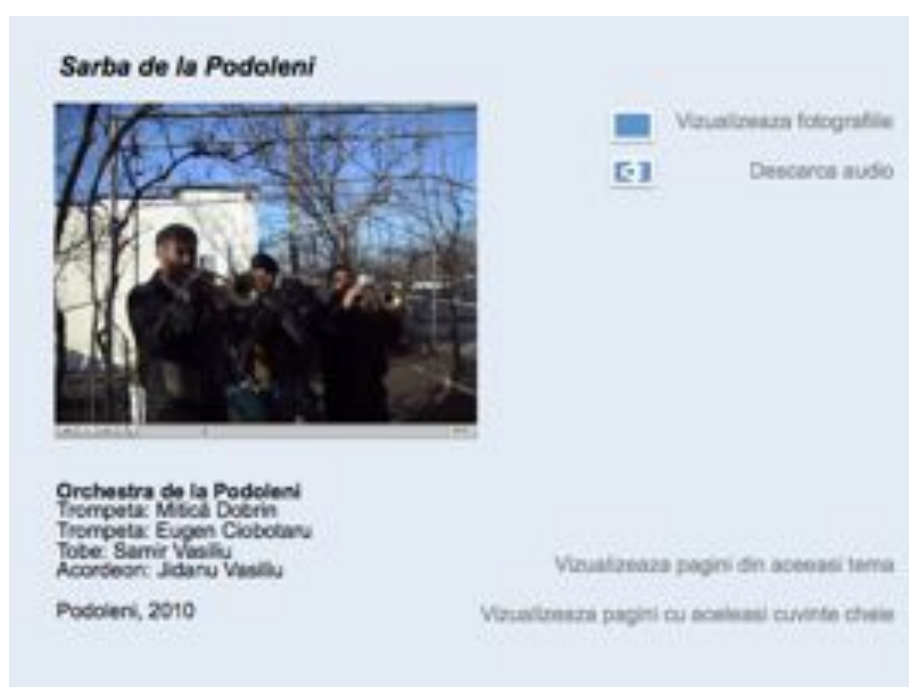 Sarba de la Podoleni
Vizualizeaza fotografiile
Descarca audio
Orchestra de la Podoleni
Trompeta: Mitică Dobrin
Trompeta: Eugen Ciobotaru
Tobe: Samir Vasiliu
Acordeon: Jidanu Vasiliu
Podoleni, 2010
Vizualizeaza pagini din aceeasi tema
Vizualizeaza pagini cu aceleasi cuvinte cheie